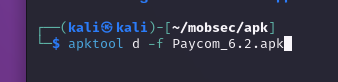 ┌──(kali㉿kali)-[~/mobsec/apk]
└─$ apktool d -f Paycom_6.2.apk